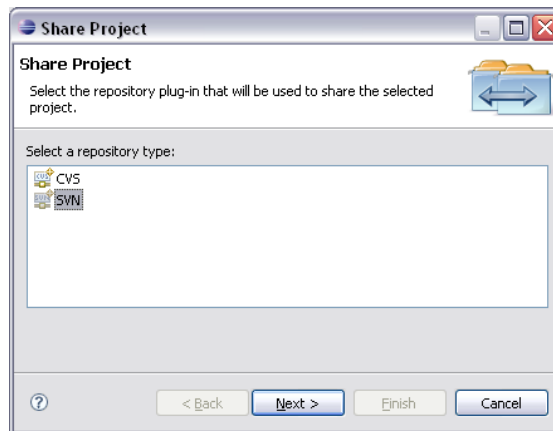 Share Project
Share Project
Select the repository plug-in that will be used to share the selected
project.
Select a repository type:
CVS
SVN
< Back
Next >
Finish
Cancel